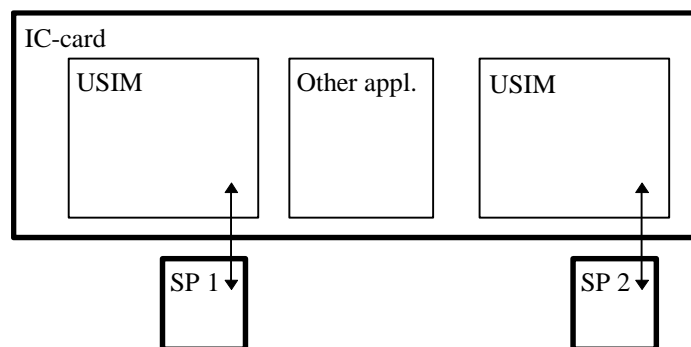 IC-card
USIM
Other appl.
USIM
SP 1
SP 2